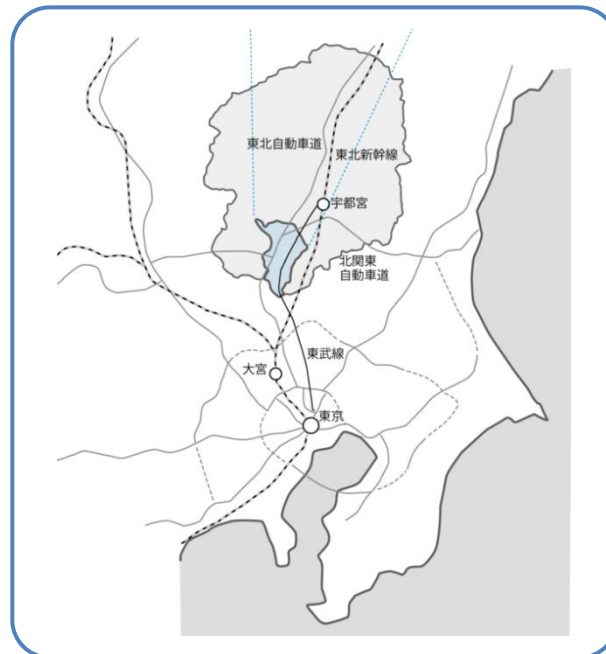 東北自動車道
東北新幹線
宇都宮
北関東
自動車道
東武線
大宮
東京